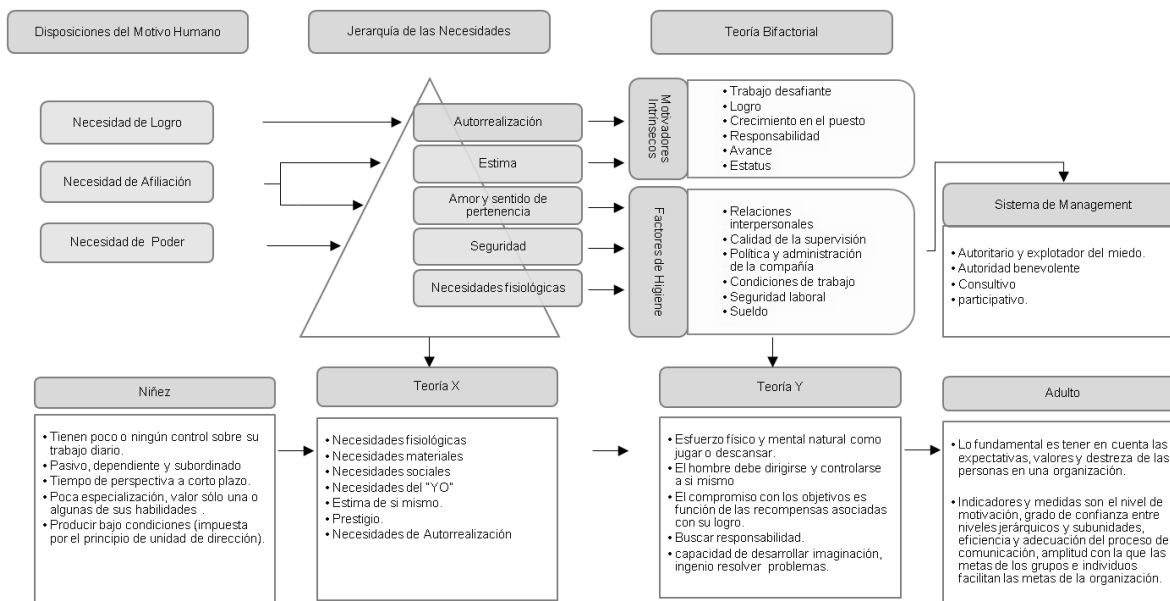 Disposiciones del Motivo Humano
Jerarquía de las Necesidades
Teoría Bifactorial
Necesidad de Logro
Necesidad de Afiliación
Necesidad de Poder
Autorrealización
Estima
Amor y sentido de
pertenencia
Seguridad
Necesidades fisiológicas
Motivadores
Intrínsecos
• Trabajo desafiante
• Logro
• Crecimiento en el puesto
• Responsabilidad
• Avance
• Estatus
Factores de Higiene
• Relaciones
interpersonales
• Calidad de la supervisión
• Política y administración
de la compañía
• Condiciones de trabajo
• Seguridad laboral
• Sueldo
Sistema de Management
• Autoritario y explotador del miedo.
• Autoridad benevolente
• Consultivo
• participativo.
Niñez
• Tienen poco o ningún control sobre su
trabajo diario.
• Pasivo, dependiente y subordinado
• Tiempo de perspectiva a corto plazo.
• Poca especialización, valor sólo una o
algunas de sus habilidades .
• Producir bajo condiciones (impuesta
por el principio de unidad de dirección).
Teoría X
• Necesidades fisiológicas
• Necesidades materiales
• Necesidades sociales
• Necesidades del "YO"
• Estima de si mismo.
• Prestigio.
• Necesidades de Autorrealización
Teoría Y
• Esfuerzo físico y mental natural como
jugar o descansar.
• El hombre debe dirigirse y controlarse
a si mismo
• El compromiso con los objetivos es
función de las recompensas asociadas
con su logro.
• Buscar responsabilidad.
• capacidad de desarrollar imaginación,
ingenio resolver problemas.
Adulto
• Lo fundamental es tener en cuenta las
expectativas, valores y destreza de las
personas en una organización.
• Indicadores y medidas son el nivel de
motivación, grado de confianza entre
niveles jerárquicos y subunidades,
eficiencia y adecuación del proceso de
comunicación, amplitud con la que las
metas de los grupos e individuos
facilitan las metas de la organización.